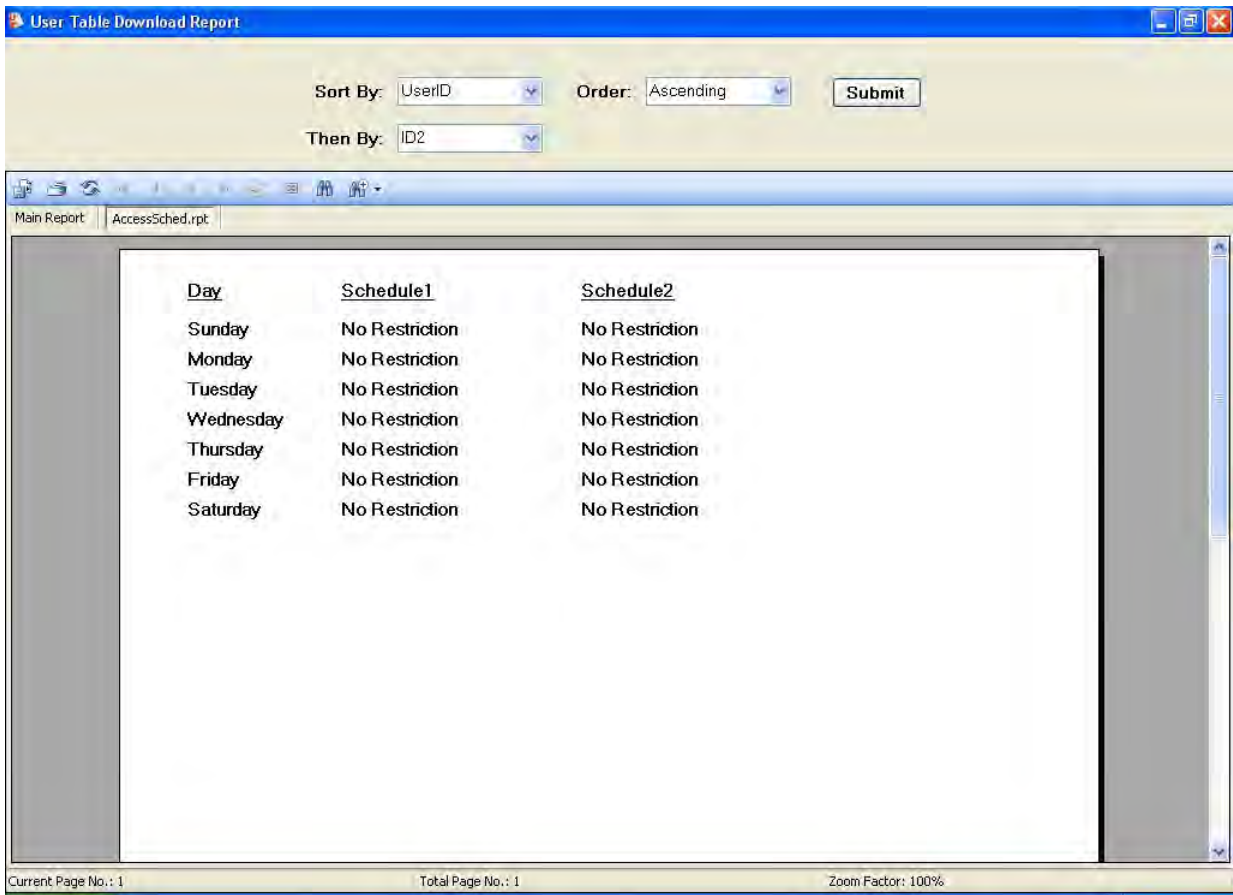 User Table Download Report
Sort By: UserID Order: Ascending Submit
Then By: ID2
Main Report AccessSched.rpt
Day Schedule1 Schedule2
Sunday No Restriction No Restriction
Monday No Restriction No Restriction
Tuesday No Restriction No Restriction
Wednesday No Restriction No Restriction
Thursday No Restriction No Restriction
Friday No Restriction No Restriction
Saturday No Restriction No Restriction
Current Page No.: 1 Total Page No.: 1 Zoom Factor: 100%